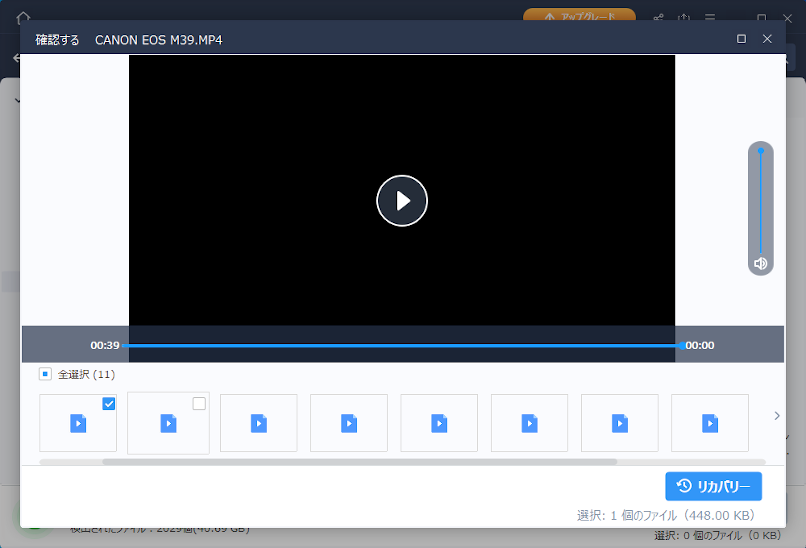 アップグレード
確認する CANON EOS M39.MP4
00:39
00:00
全選択 (11)
リカバリー
選択: 1 個のファイル（448.00 KB）
検出されたファイル : 2029個(40.69 GB)
選択: 0 個のファイル（0 KB）